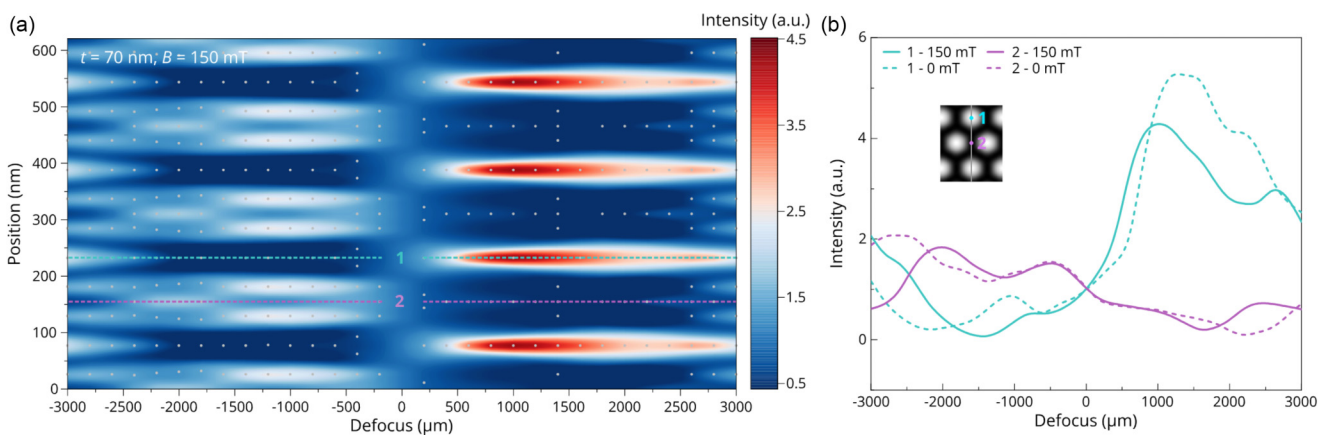 (a)
Intensity (a.u.)
t = 70 nm; B = 150 mT
600
500
400
300
200
100
0
Position (nm)
1
2
-3000 -2500 -2000 -1500 -1000 -500 0 500 1000 1500 2000 2500 3000
Defocus (μm)
4.5
3.5
2.5
1.5
0.5
(b)
6
4
2
0
Intensity (a.u.)
1 - 150 mT 2 - 150 mT
1 - 0 mT 2 - 0 mT
1
2
-3000 -2000 -1000 0 1000 2000 3000
Defocus (μm)